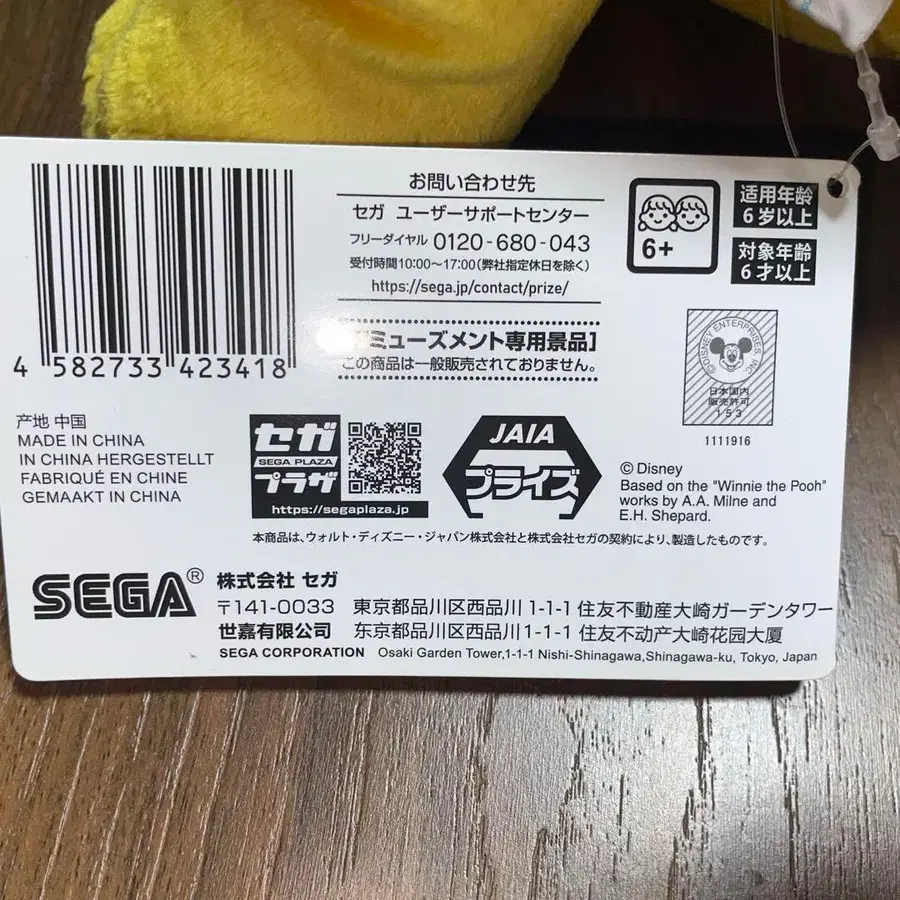 お問い合わせ先
セガ ユーザーサポートセンター
フリーダイヤル 0120-680-043
受付時間10:00～17:00(弊社指定休日を除く)
https://sega.jp/contact/prize/
ミューズメント専用景品]
この商品は一般販売されておりません。
6+
适用年龄
6岁以上
対象年齢
6才以上
©DISNEY ENTERPRISES, INC
日本国内
販売許可
153
1111916
4 582733 423418
产地 中国
MADE IN CHINA
IN CHINA HERGESTELLT
FABRIQUÉ EN CHINE
GEMAAKT IN CHINA
セガ
SEGA PLAZA
プラザ
https://segaplaza.jp
JAIA
プライズ
© Disney
Based on the "Winnie the Pooh"
works by A.A. Milne and
E.H. Shepard.
本商品は、ウォルト・ディズニー・ジャパン株式会社と株式会社セガの契約により、製造したものです。
SEGA®
株式会社 セガ
〒141-0033 東京都品川区西品川 1-1-1 住友不動産大崎ガーデンタワー
世嘉有限公司 东京都品川区西品川1-1-1 住友不动产大崎花园大厦
SEGA CORPORATION Osaki Garden Tower,1-1-1 Nishi-Shinagawa,Shinagawa-ku, Tokyo, Japan